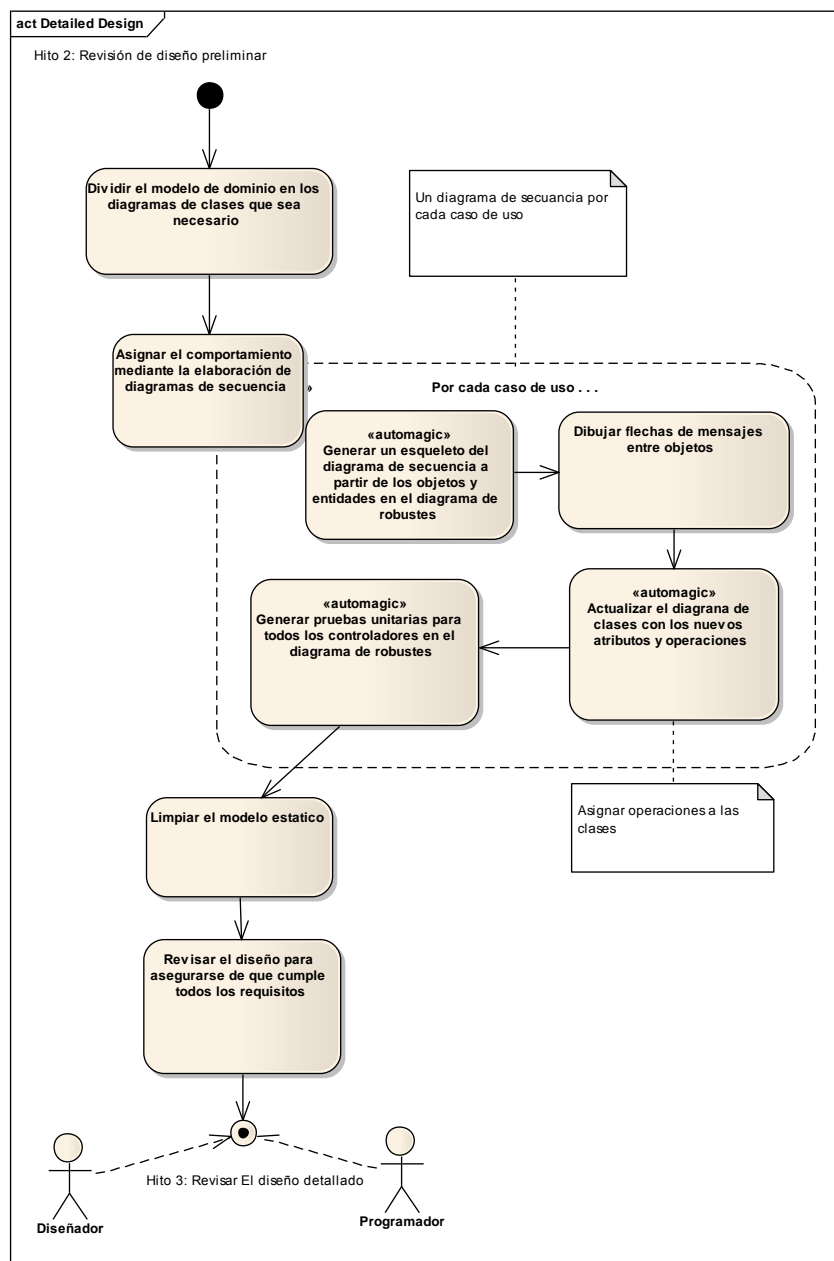 act Detailed Design
Hito 2: Revisión de diseño preliminar
Dividir el modelo de dominio en los
diagramas de clases que sea
necesario
Un diagrama de secuancia por
cada caso de uso
Asignar el comportamiento
mediante la elaboración de
diagramas de secuencia
»
Por cada caso de uso . . .
«automagic»
Generar un esqueleto del
diagrama de secuencia a
partir de los objetos y
entidades en el diagrama de
robustes
Dibujar flechas de mensajes
entre objetos
«automagic»
Generar pruebas unitarias para
todos los controladores en el
diagrama de robustes
«automagic»
Actualizar el diagrana de
clases con los nuevos
atributos y operaciones
Limpiar el modelo estatico
Asignar operaciones a las
clases
Revisar el diseño para
asegurarse de que cumple
todos los requisitos
Hito 3: Revisar El diseño detallado
Diseñador
Programador